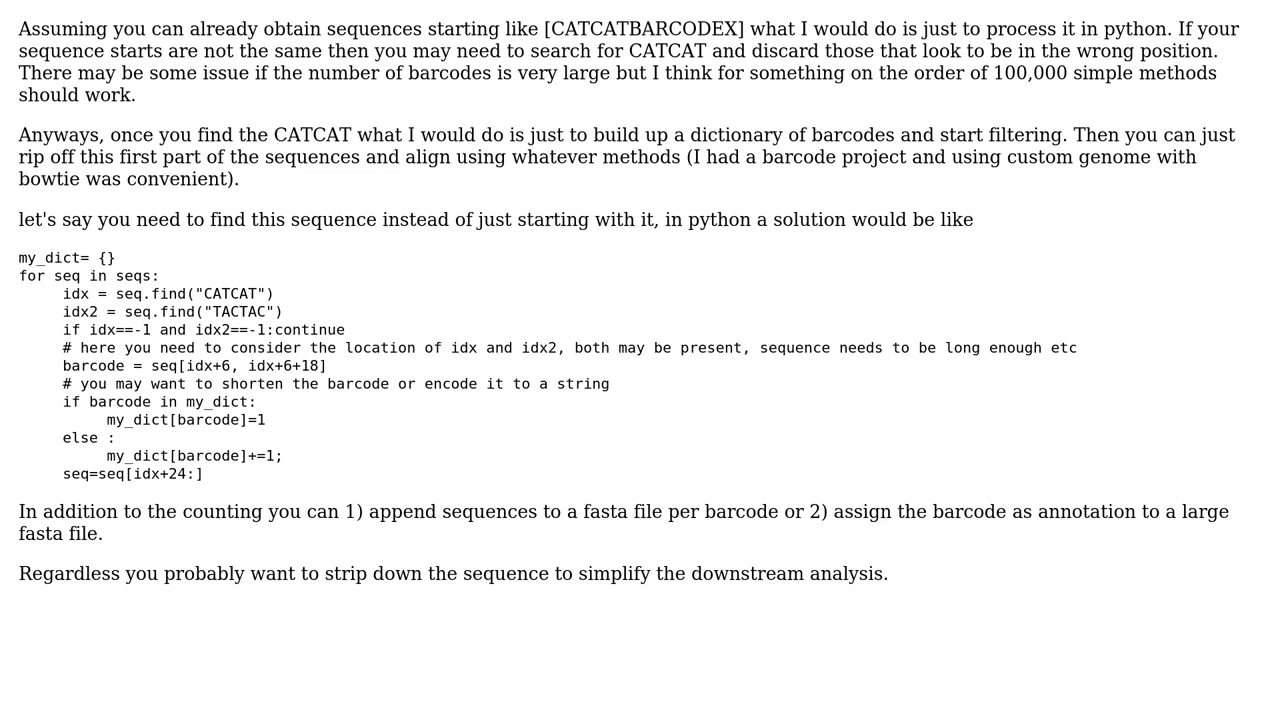 Assuming you can already obtain sequences starting like [CATCATBARCODEX] what I would do is just to process it in python. If your
sequence starts are not the same then you may need to search for CATCAT and discard those that look to be in the wrong position.
There may be some issue if the number of barcodes is very large but I think for something on the order of 100,000 simple methods
should work.
Anyways, once you find the CATCAT what I would do is just to build up a dictionary of barcodes and start filtering. Then you can just
rip off this first part of the sequences and align using whatever methods (I had a barcode project and using custom genome with
bowtie was convenient).
let's say you need to find this sequence instead of just starting with it, in python a solution would be like
my_dict= {}
for seq in seqs:
     idx = seq.find("CATCAT")
     idx2 = seq.find("TACTAC")
     if idx==-1 and idx2==-1:continue
     # here you need to consider the location of idx and idx2, both may be present, sequence needs to be long enough etc
     barcode = seq[idx+6, idx+6+18]
     # you may want to shorten the barcode or encode it to a string
     if barcode in my_dict:
          my_dict[barcode]=1
     else :
          my_dict[barcode]+=1;
     seq=seq[idx+24:]
In addition to the counting you can 1) append sequences to a fasta file per barcode or 2) assign the barcode as annotation to a large
fasta file.
Regardless you probably want to strip down the sequence to simplify the downstream analysis.